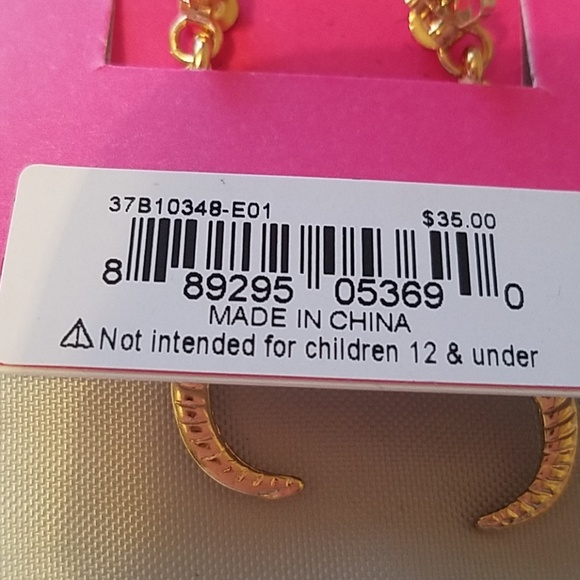 37B10348-E01 $35.00
8 89295 05369 0
MADE IN CHINA
Not intended for children 12 & under